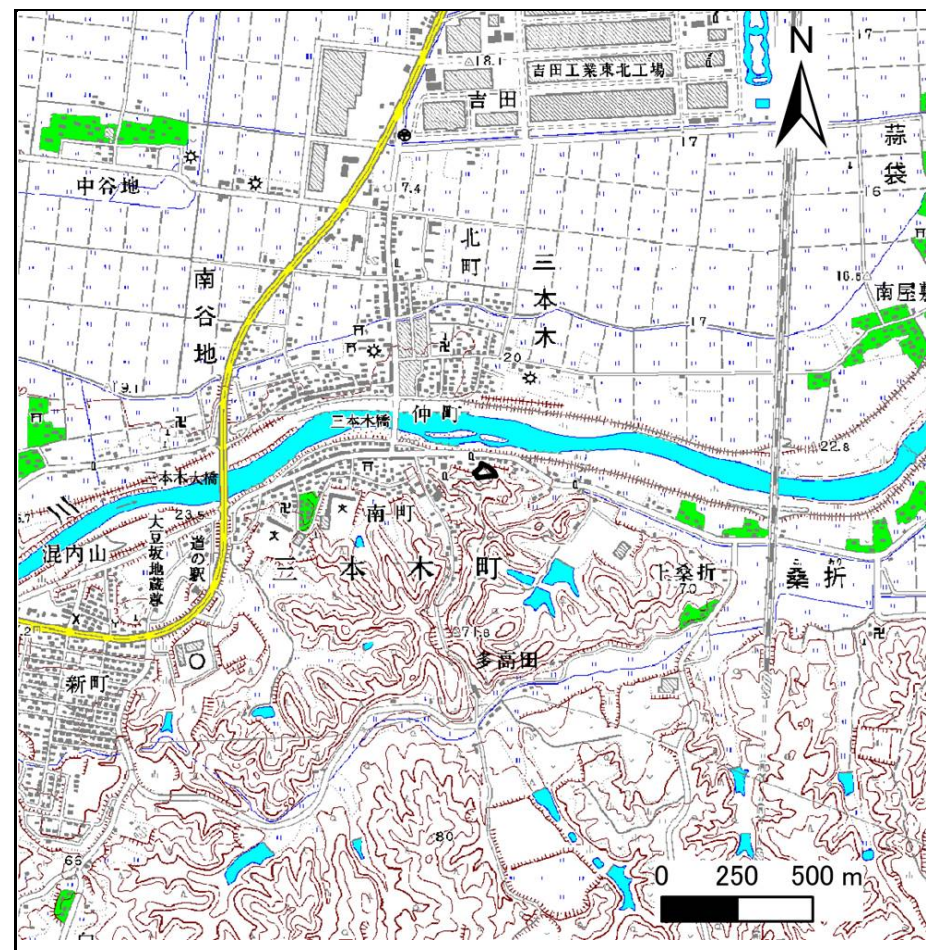 17
18.1
吉田工業東北工場
吉田
N
17
蒜袋
中谷地
7.4
16
北町
三本木
南谷地
16.5
17
20
9.1
仲町
三本木橋
22.8
三本木大橋
23.5
南町
混内山
大豆坂地蔵尊
道の駅
三本木町
下桑折
70
桑折
71.8
多高田
新町
80
66
0 250 500 m